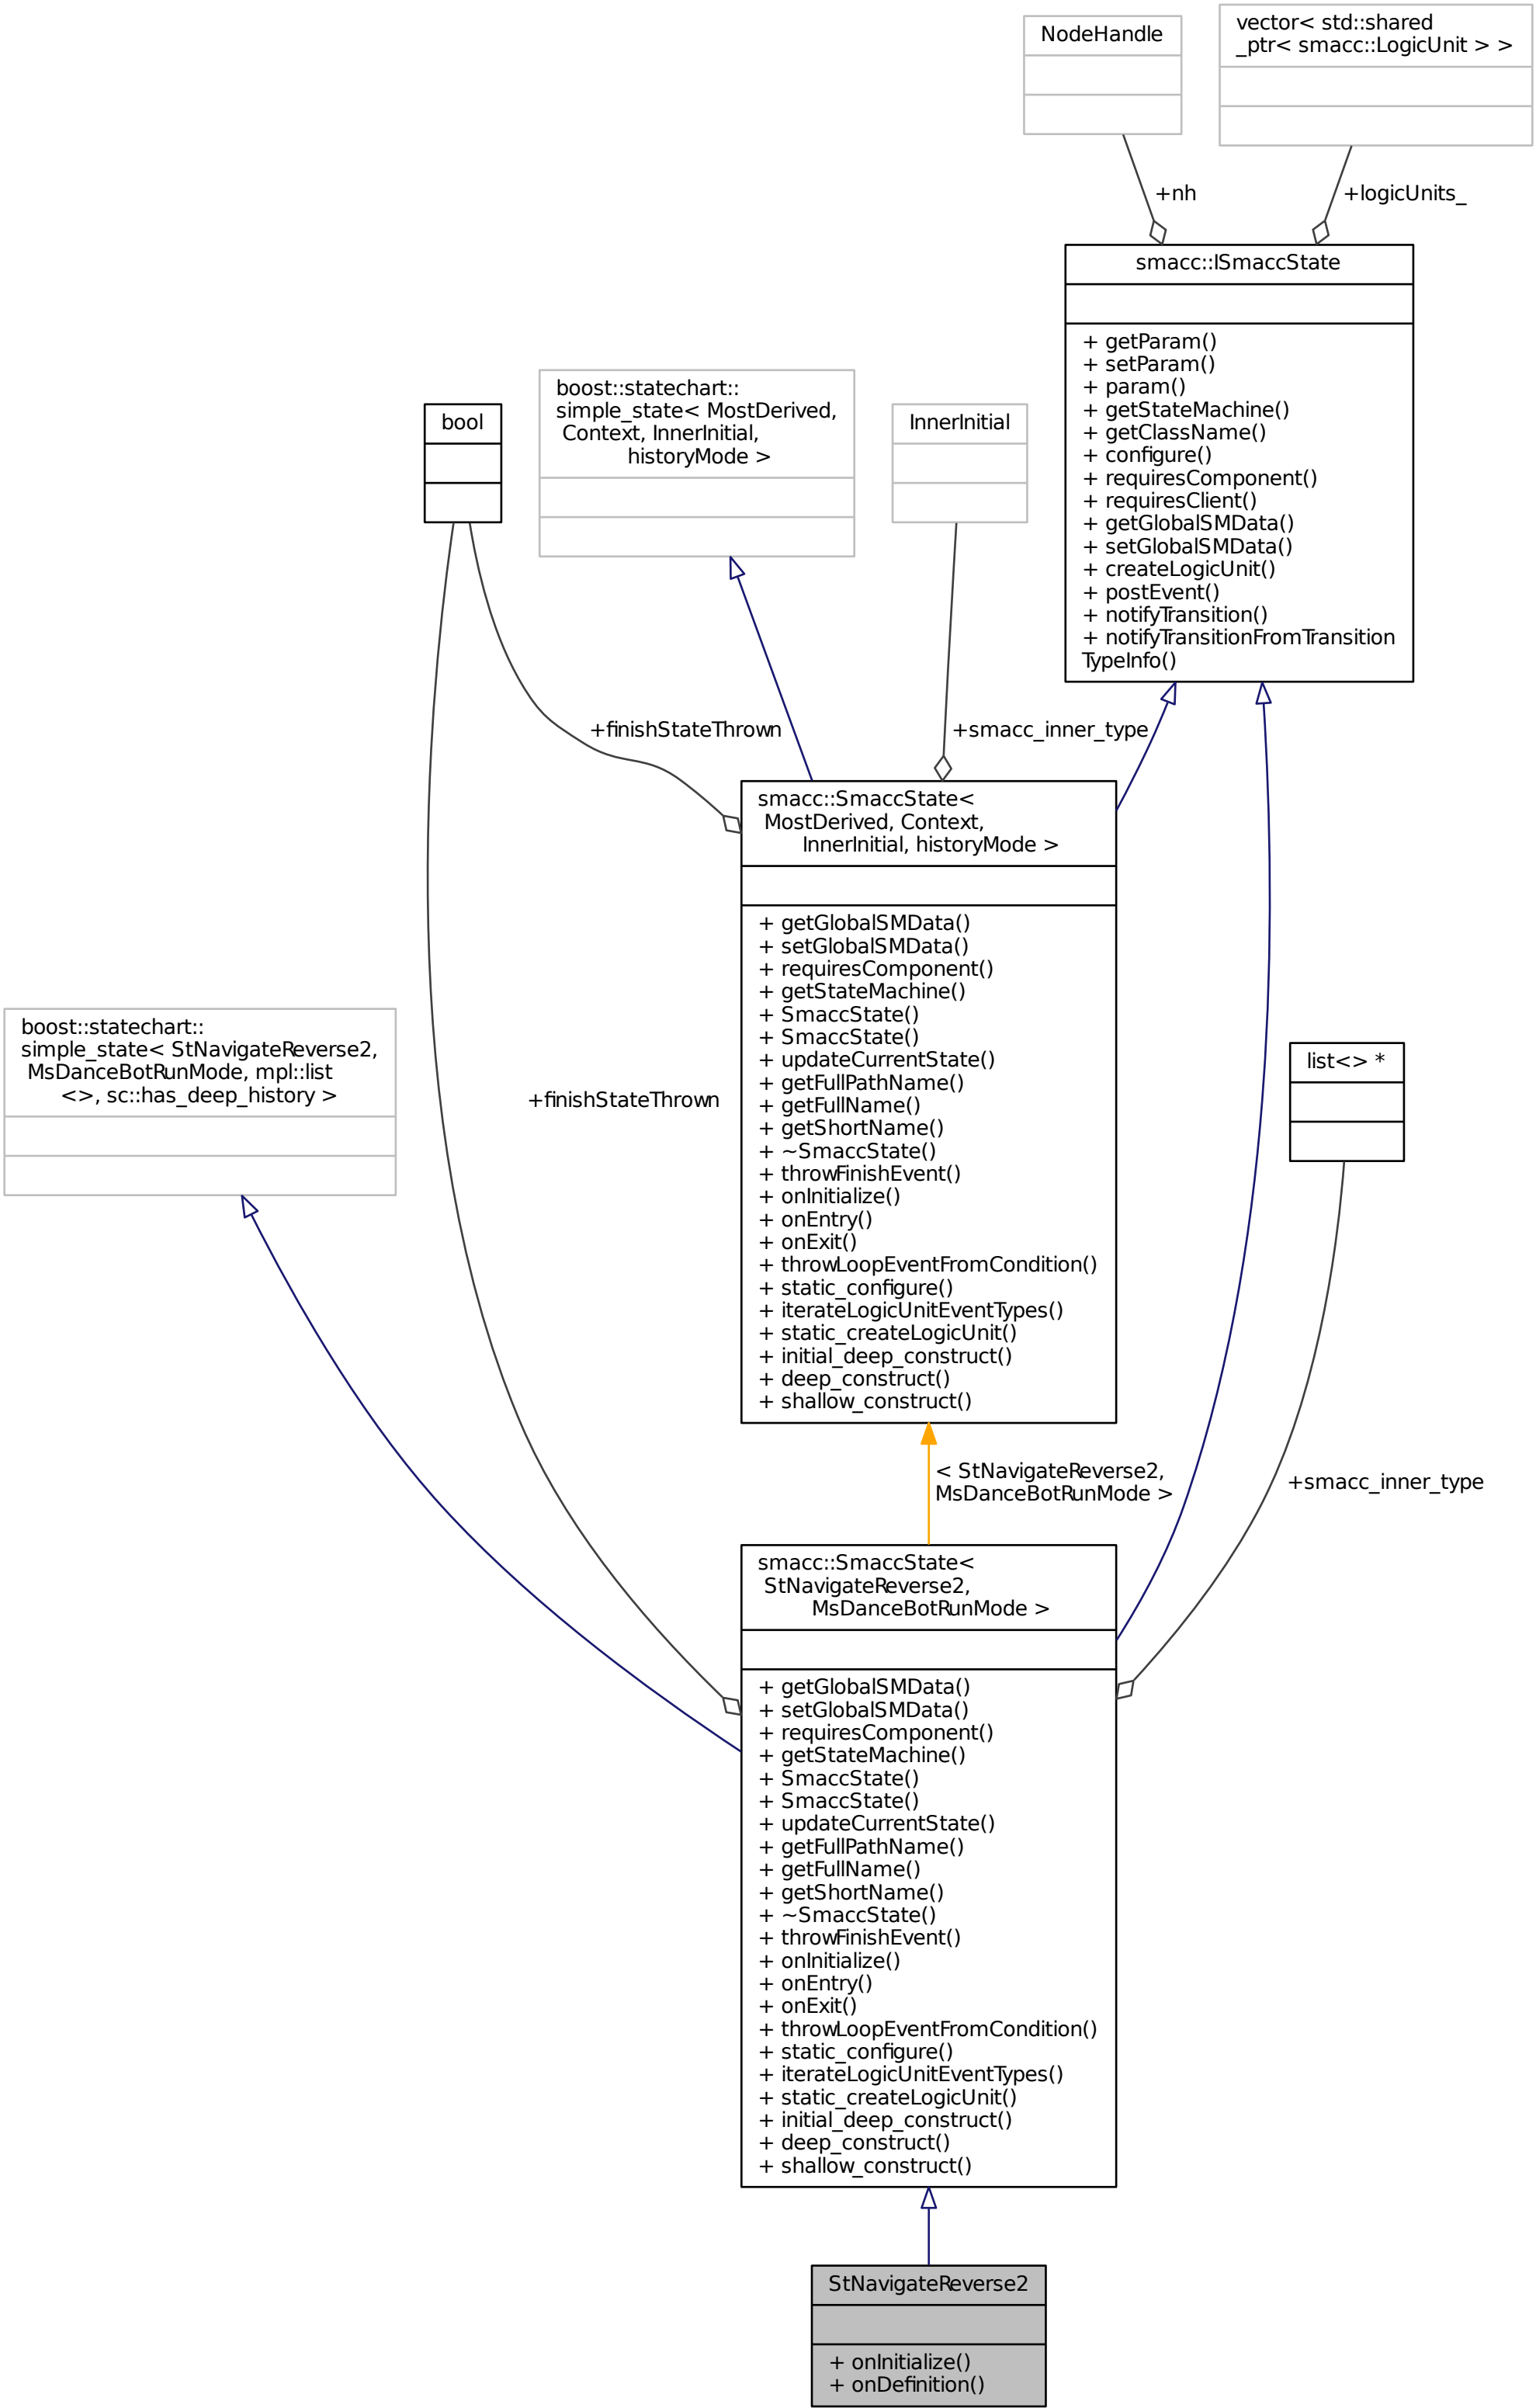 NodeHandle
vector< std::shared
_ptr< smacc::LogicUnit > >
+nh
+logicUnits_
smacc::ISmaccState
+ getParam()
+ setParam()
+ param()
+ getStateMachine()
+ getClassName()
+ configure()
+ requiresComponent()
+ requiresClient()
+ getGlobalSMData()
+ setGlobalSMData()
+ createLogicUnit()
+ postEvent()
+ notifyTransition()
+ notifyTransitionFromTransition
TypeInfo()
bool
boost::statechart::
simple_state< MostDerived,
Context, InnerInitial,
historyMode >
InnerInitial
+finishStateThrown
+smacc_inner_type
smacc::SmaccState<
MostDerived, Context,
InnerInitial, historyMode >
+ getGlobalSMData()
+ setGlobalSMData()
+ requiresComponent()
+ getStateMachine()
+ SmaccState()
+ SmaccState()
+ updateCurrentState()
+ getFullPathName()
+ getFullName()
+ getShortName()
+ ~SmaccState()
+ throwFinishEvent()
+ onInitialize()
+ onEntry()
+ onExit()
+ throwLoopEventFromCondition()
+ static_configure()
+ iterateLogicUnitEventTypes()
+ static_createLogicUnit()
+ initial_deep_construct()
+ deep_construct()
+ shallow_construct()
boost::statechart::
simple_state< StNavigateReverse2,
MsDanceBotRunMode, mpl::list
<>, sc::has_deep_history >
+finishStateThrown
list<> *
< StNavigateReverse2,
MsDanceBotRunMode >
+smacc_inner_type
smacc::SmaccState<
StNavigateReverse2,
MsDanceBotRunMode >
+ getGlobalSMData()
+ setGlobalSMData()
+ requiresComponent()
+ getStateMachine()
+ SmaccState()
+ SmaccState()
+ updateCurrentState()
+ getFullPathName()
+ getFullName()
+ getShortName()
+ ~SmaccState()
+ throwFinishEvent()
+ onInitialize()
+ onEntry()
+ onExit()
+ throwLoopEventFromCondition()
+ static_configure()
+ iterateLogicUnitEventTypes()
+ static_createLogicUnit()
+ initial_deep_construct()
+ deep_construct()
+ shallow_construct()
StNavigateReverse2
+ onInitialize()
+ onDefinition()